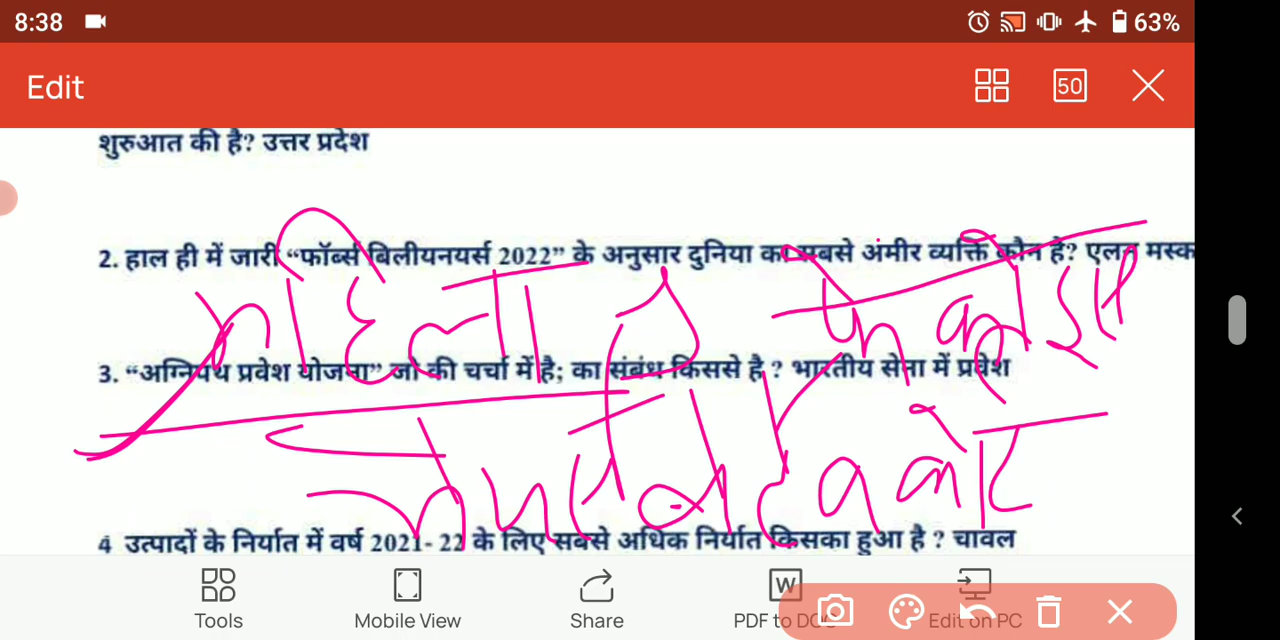 8:38
63%
Edit
50
शुरुआत की है? उत्तर प्रदेश
2. हाल ही में जारी “फॉर्ब्स बिलीयनयर्स 2022” के अनुसार दुनिया का सबसे अंमीर व्यक्ति कौन है? एलन मस्क
3. “अग्निपथ प्रवेश योजना” जो की चर्चा में है; का संबंध किससे है ? भारतीय सेना में प्रवेश
4 उत्पादों के निर्यात में वर्ष 2021- 22 के लिए सबसे अधिक निर्यात किसका हुआ है ? चावल
Tools
Mobile View
Share
PDF to DOC
Edit on PC